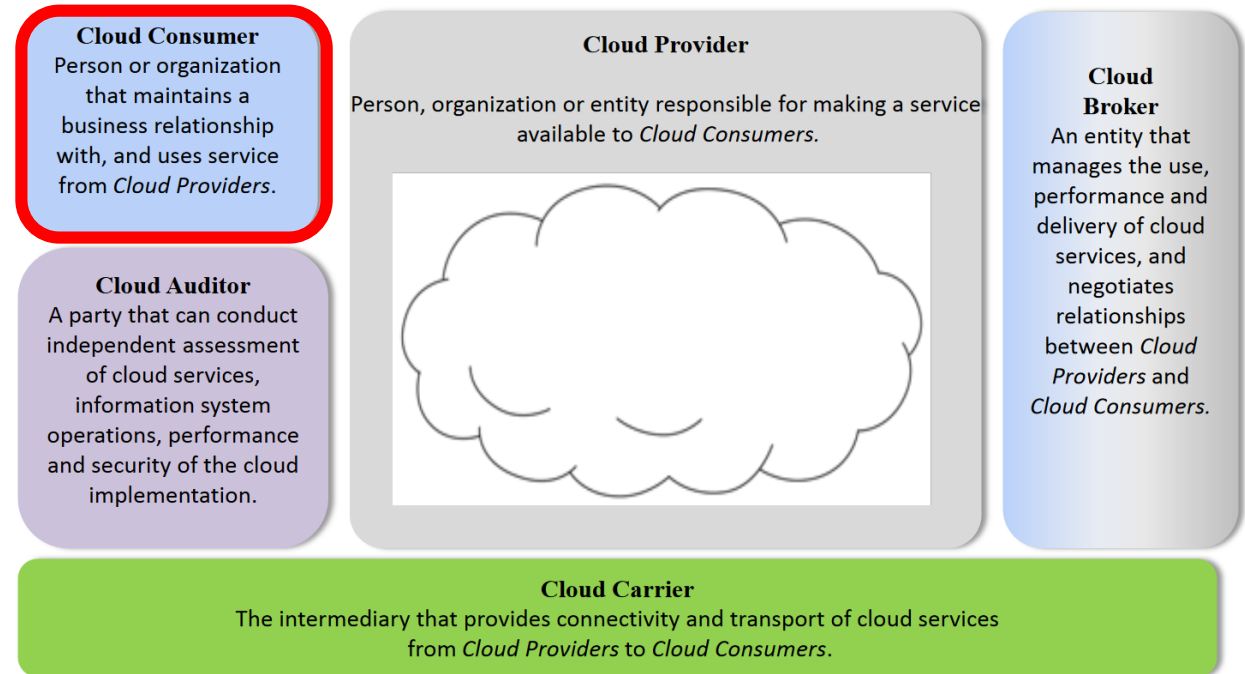 Cloud Consumer
Person or organization
that maintains a
business relationship
with, and uses service
from Cloud Providers.
Cloud Auditor
A party that can conduct
independent assessment
of cloud services,
information system
operations, performance
and security of the cloud
implementation.
Cloud Provider
Person, organization or entity responsible for making a service
available to Cloud Consumers.
Cloud
Broker
An entity that
manages the use,
performance and
delivery of cloud
services, and
negotiates
relationships
between Cloud
Providers and
Cloud Consumers.
Cloud Carrier
The intermediary that provides connectivity and transport of cloud services
from Cloud Providers to Cloud Consumers.